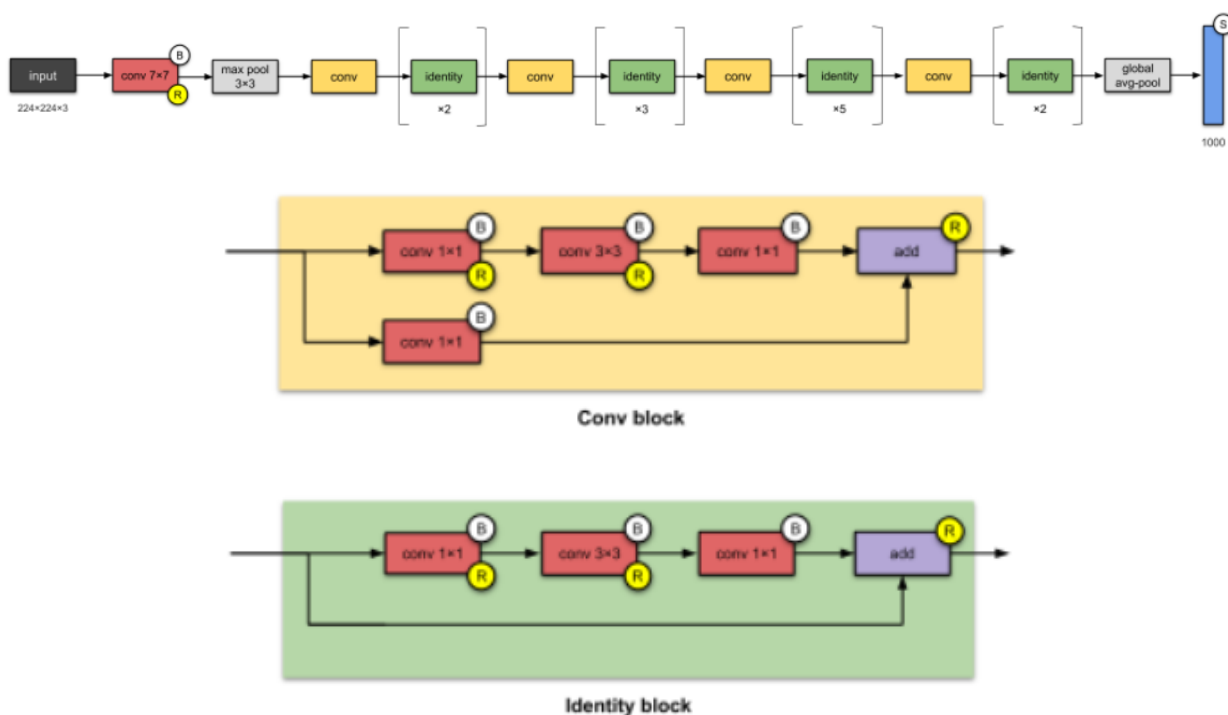 input
224×224×3
conv 7×7
B
R
max pool
3×3
conv
identity
×2
conv
identity
×3
conv
identity
×5
conv
identity
×2
global
avg-pool
S
1000
conv 1×1
B
R
conv 3×3
B
R
conv 1×1
B
add
R
conv 1×1
B
Conv block
conv 1×1
B
R
conv 3×3
B
R
conv 1×1
B
add
R
Identity block